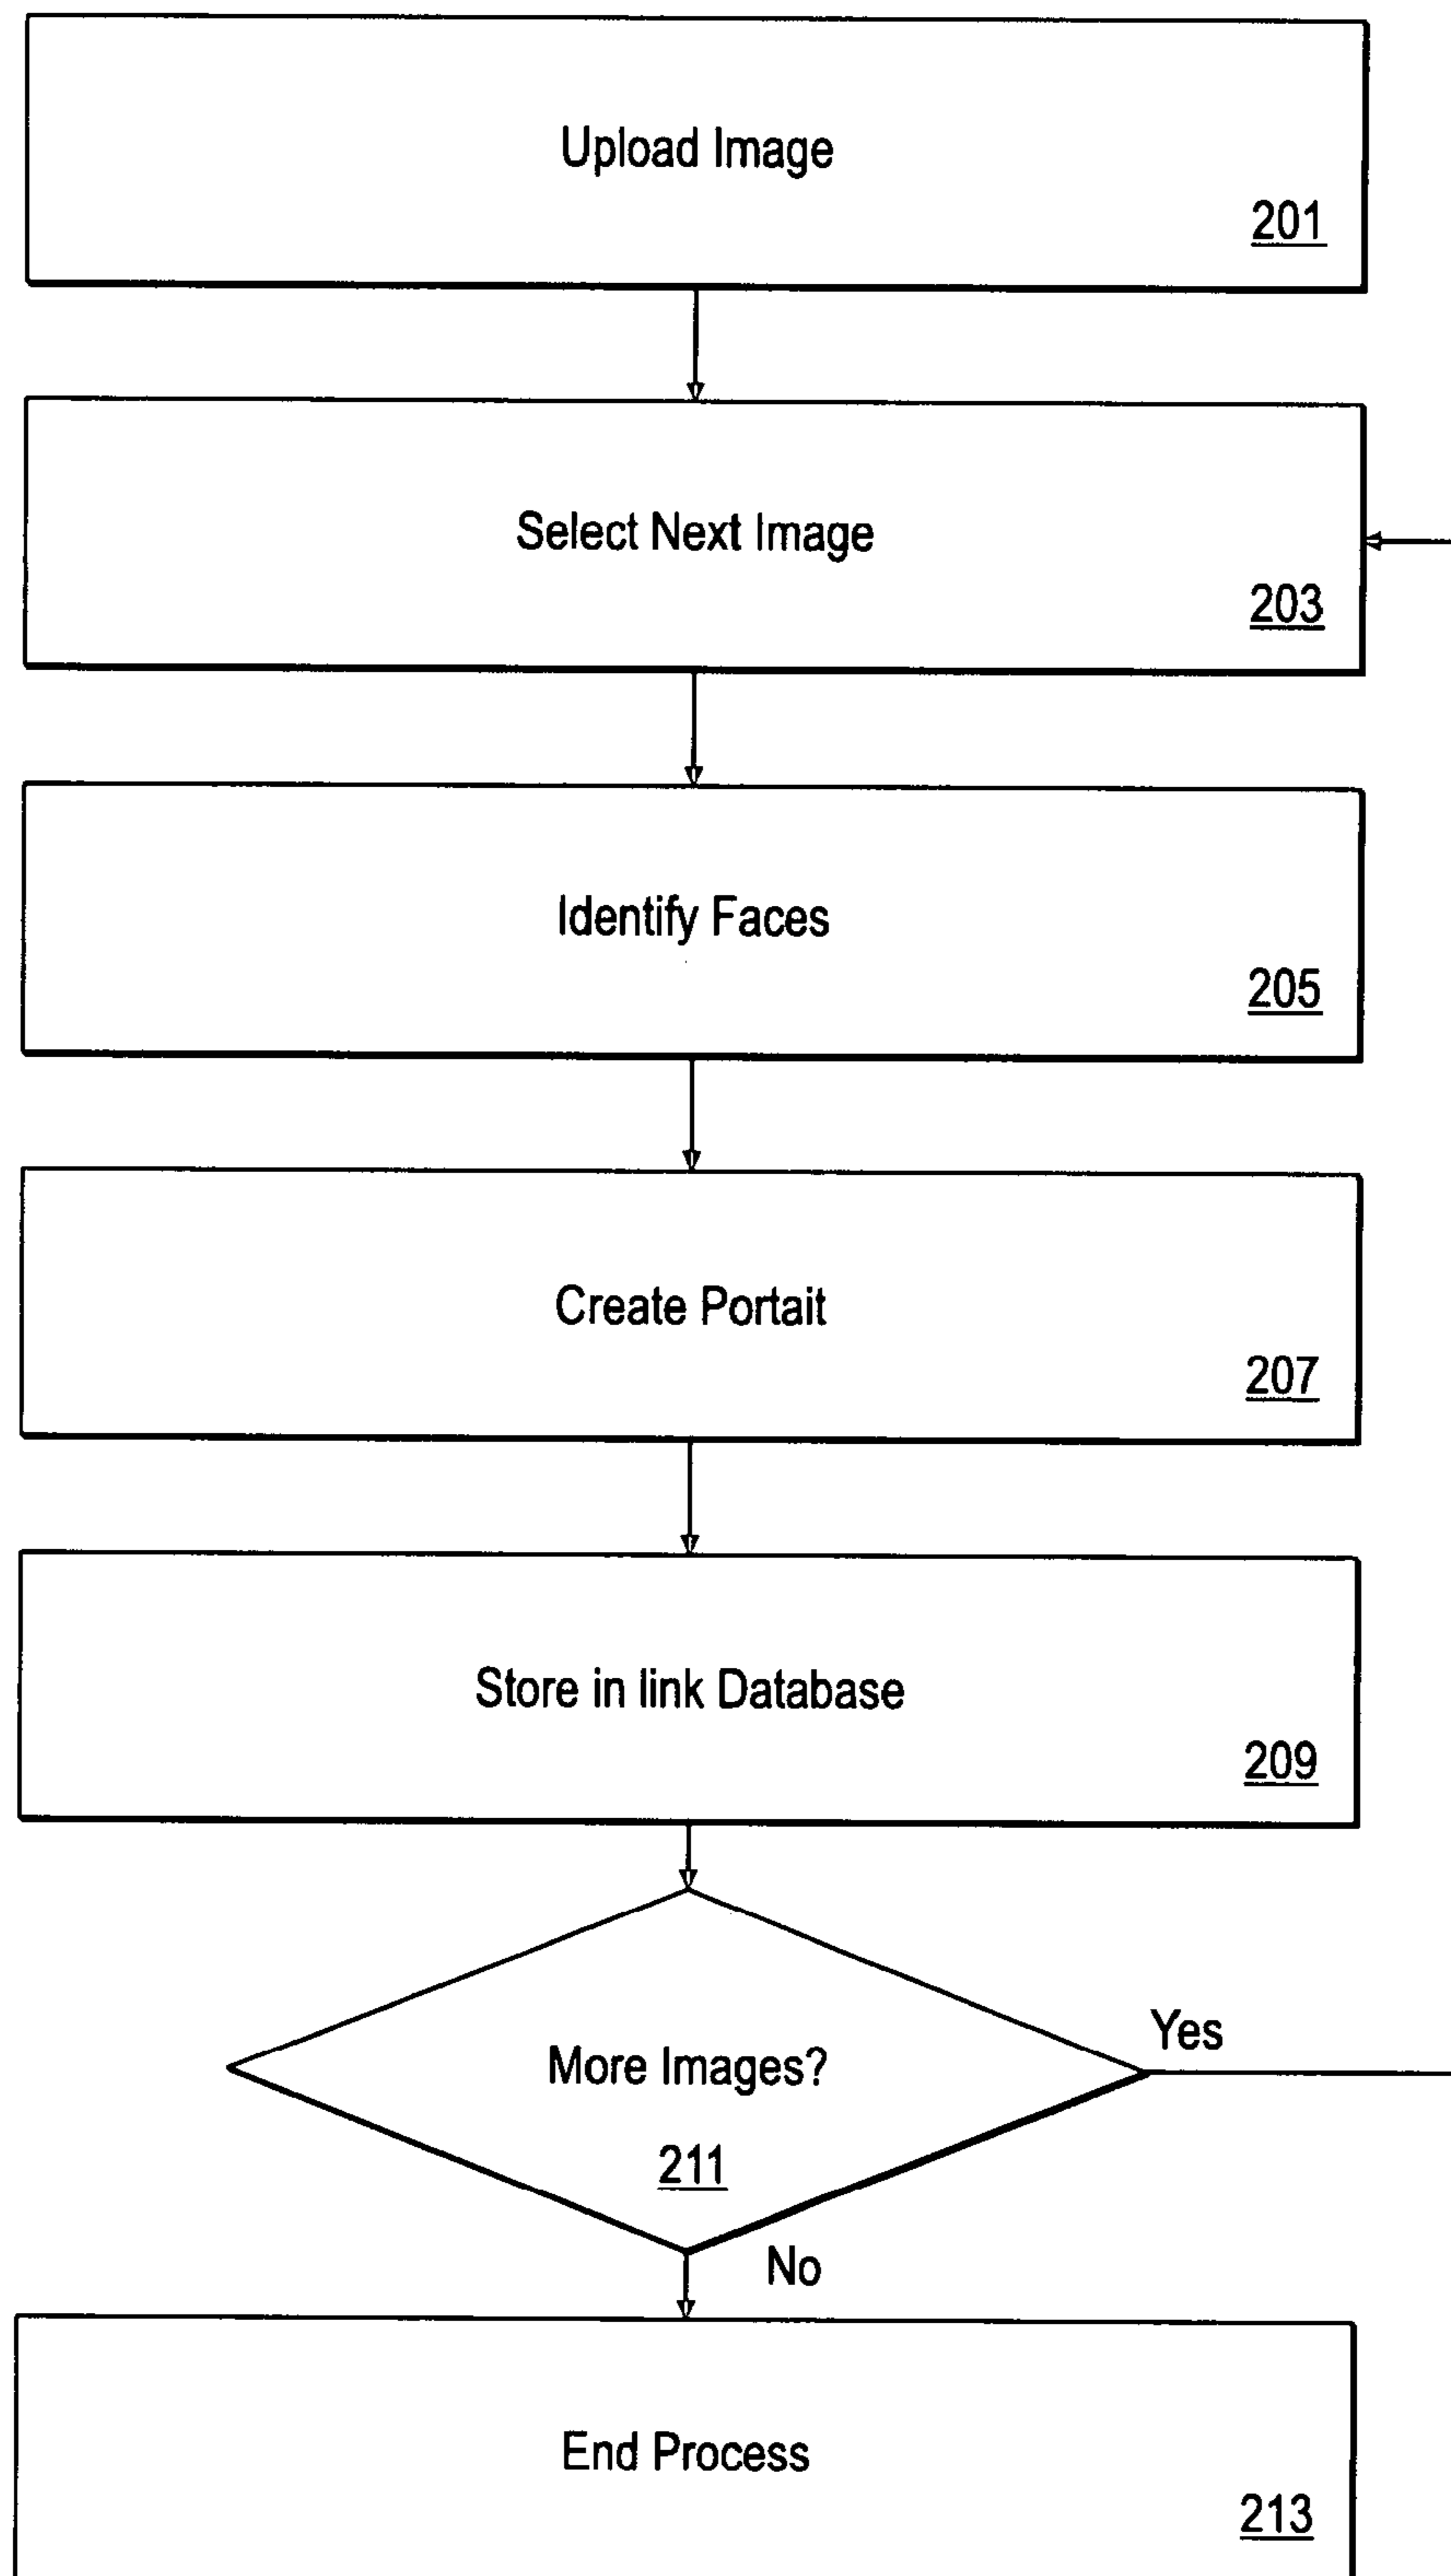 Upload Image
201
Select Next Image
203
Identify Faces
205
Create Portait
207
Store in link Database
209
More Images?
Yes
211
No
End Process
213